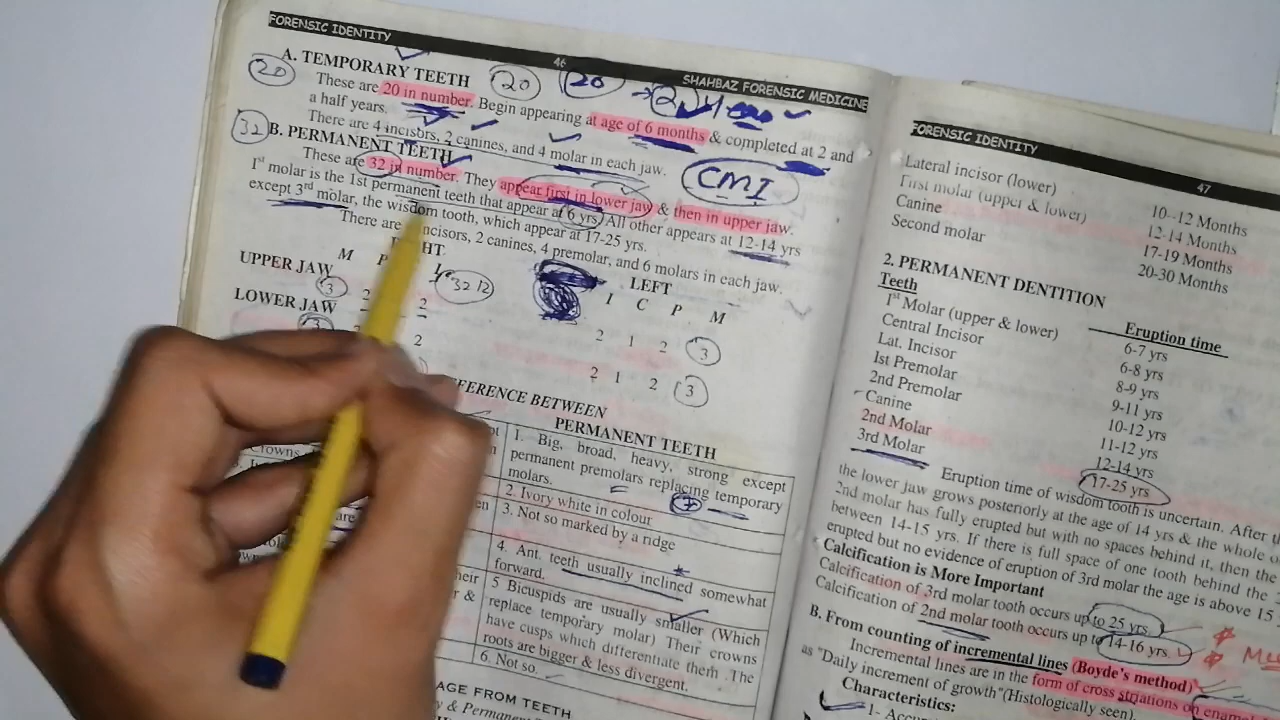 FORENSIC IDENTITY
46
SHAHBAZ FORENSIC MEDICINE
A. TEMPORARY TEETH
20
20
20
These are 20 in number. Begin appearing at age of 6 months & completed at 2 and
a half years.
There are 4 incisors, 2 canines, and 4 molar in each jaw.
32
B. PERMANENT TEETH
CMI
These are 32 in number. They appear first in lower jaw & then in upper jaw.
1st molar is the 1st permanent teeth that appear at 6 yrs All other appears at 12-14 yrs
except 3rd molar, the wisdom tooth, which appear at 17-25 yrs.
There are incisors, 2 canines, 4 premolar, and 6 molars in each jaw.
LEFT
M P
I C P M
UPPER JAW 3 2 2
2 1 2 3
LOWER JAW 3 2
2 1 2 3
BETWEEN
PERMANENT TEETH
1. Big, broad, heavy, strong except
permanent premolars replacing temporary
molars.
2. Ivory white in colour
3. Not so marked by a ridge
4. Ant. teeth usually inclined somewhat
forward.
5 Bicuspids are usually smaller (Which
replace temporary molar) Their crowns
have cusps which differentiate them .The
roots are bigger & less divergent.
6. Not so.
AGE FROM TEETH
FORENSIC IDENTITY
47
Lateral incisor (lower) 10--12 Months
First molar (upper & lower) 12-14 Months
Canine 17-19 Months
Second molar 20-30 Months
2. PERMANENT DENTITION
Teeth Eruption time
1st Molar (upper & lower) 6-7 yrs
Central Incisor 6-8 yrs
Lat. Incisor 8-9 yrs
1st Premolar 9-11 yrs
2nd Premolar 10-12 yrs
Canine 11-12 yrs
2nd Molar 12-14 yrs
3rd Molar 17-25 yrs
Eruption time of wisdom tooth is uncertain. After
the lower jaw grows posteriorly at the age of 14 yrs & the whole
2nd molar has fully erupted but with no spaces behind it, then the
between 14-15 yrs. If there is full space of one tooth behind the
erupted but no evidence of eruption of 3rd molar the age is above 15
Calcification is More Important
Calcification of 3rd molar tooth occurs up to 25 yrs.
Calcification of 2nd molar tooth occurs up to 14-16 yrs.
B. From counting of incremental lines (Boyde's method)
Incremental lines are in the form of cross striations on
as "Daily increment of growth"(Histologically seen).
Characteristics: